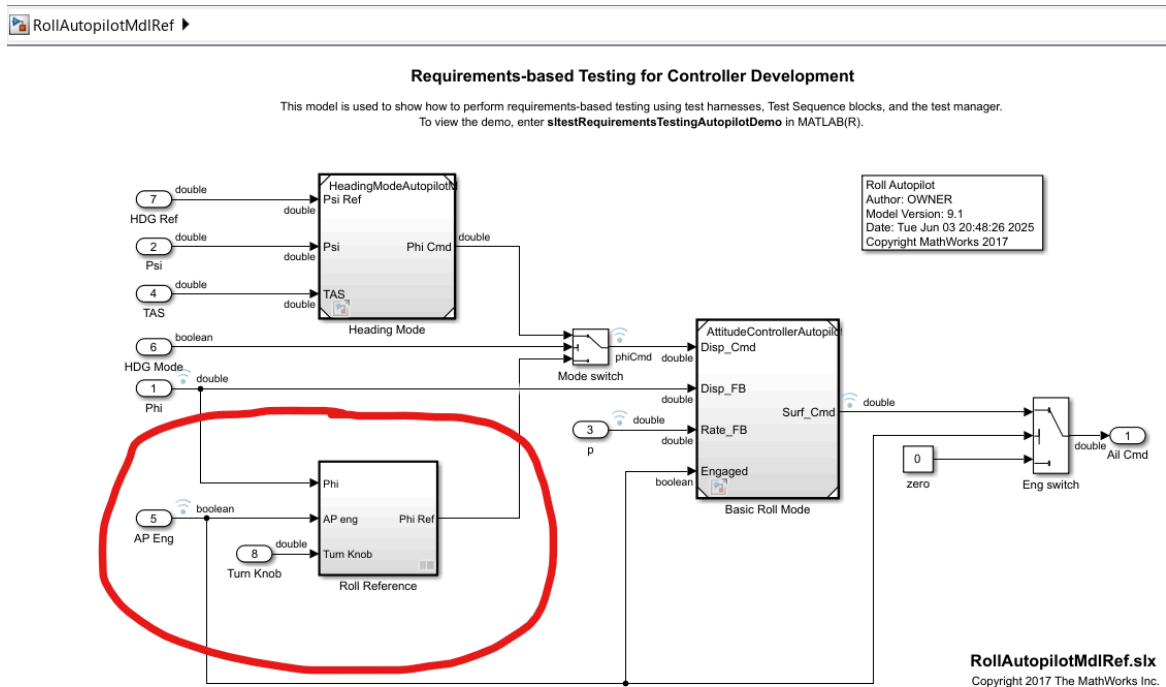 RollAutopilotMdlRef
Requirements-based Testing for Controller Development
This model is used to show how to perform requirements-based testing using test harnesses, Test Sequence blocks, and the test manager.
To view the demo, enter sltestRequirementsTestingAutopilotDemo in MATLAB(R).
Roll Autopilot
Author: OWNER
Model Version: 9.1
Date: Tue Jun 03 20:48:26 2025
Copyright MathWorks 2017
7
HDG Ref
double
double
2
Psi
double
double
4
TAS
double
double
HeadingModeAutopilotM
Psi Ref
Psi
Phi Cmd
TAS
Heading Mode
double
6
HDG Mode
boolean
1
Phi
double
Mode switch
phiCmd
double
double
3
p
double
double
boolean
AttitudeControllerAutopilot
Disp_Cmd
Disp_FB
Surf_Cmd
Rate_FB
Engaged
Basic Roll Mode
double
0
zero
Eng switch
double
1
Ail Cmd
5
AP Eng
boolean
8
Turn Knob
double
Phi
AP eng
Phi Ref
Turn Knob
Roll Reference
RollAutopilotMdlRef.slx
Copyright 2017 The MathWorks Inc.